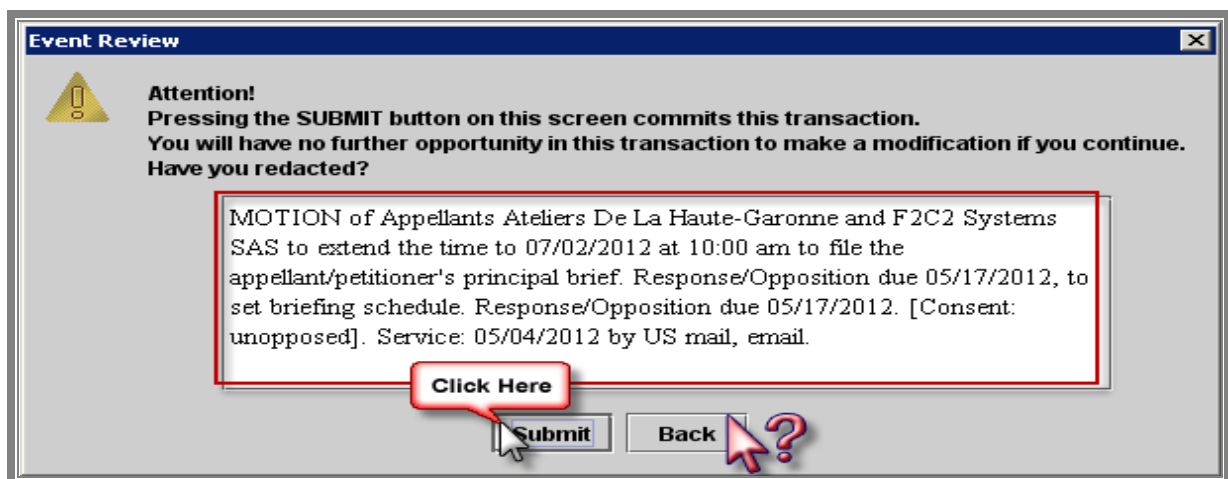 Event Review
Attention!
Pressing the SUBMIT button on this screen commits this transaction.
You will have no further opportunity in this transaction to make a modification if you continue.
Have you redacted?
MOTION of Appellants Ateliers De La Haute-Garonne and F2C2 Systems
SAS to extend the time to 07/02/2012 at 10:00 am to file the
appellant/petitioner's principal brief. Response/Opposition due 05/17/2012, to
set briefing schedule. Response/Opposition due 05/17/2012. [Consent:
unopposed]. Service: 05/04/2012 by US mail, email.
Click Here
Submit Back ?